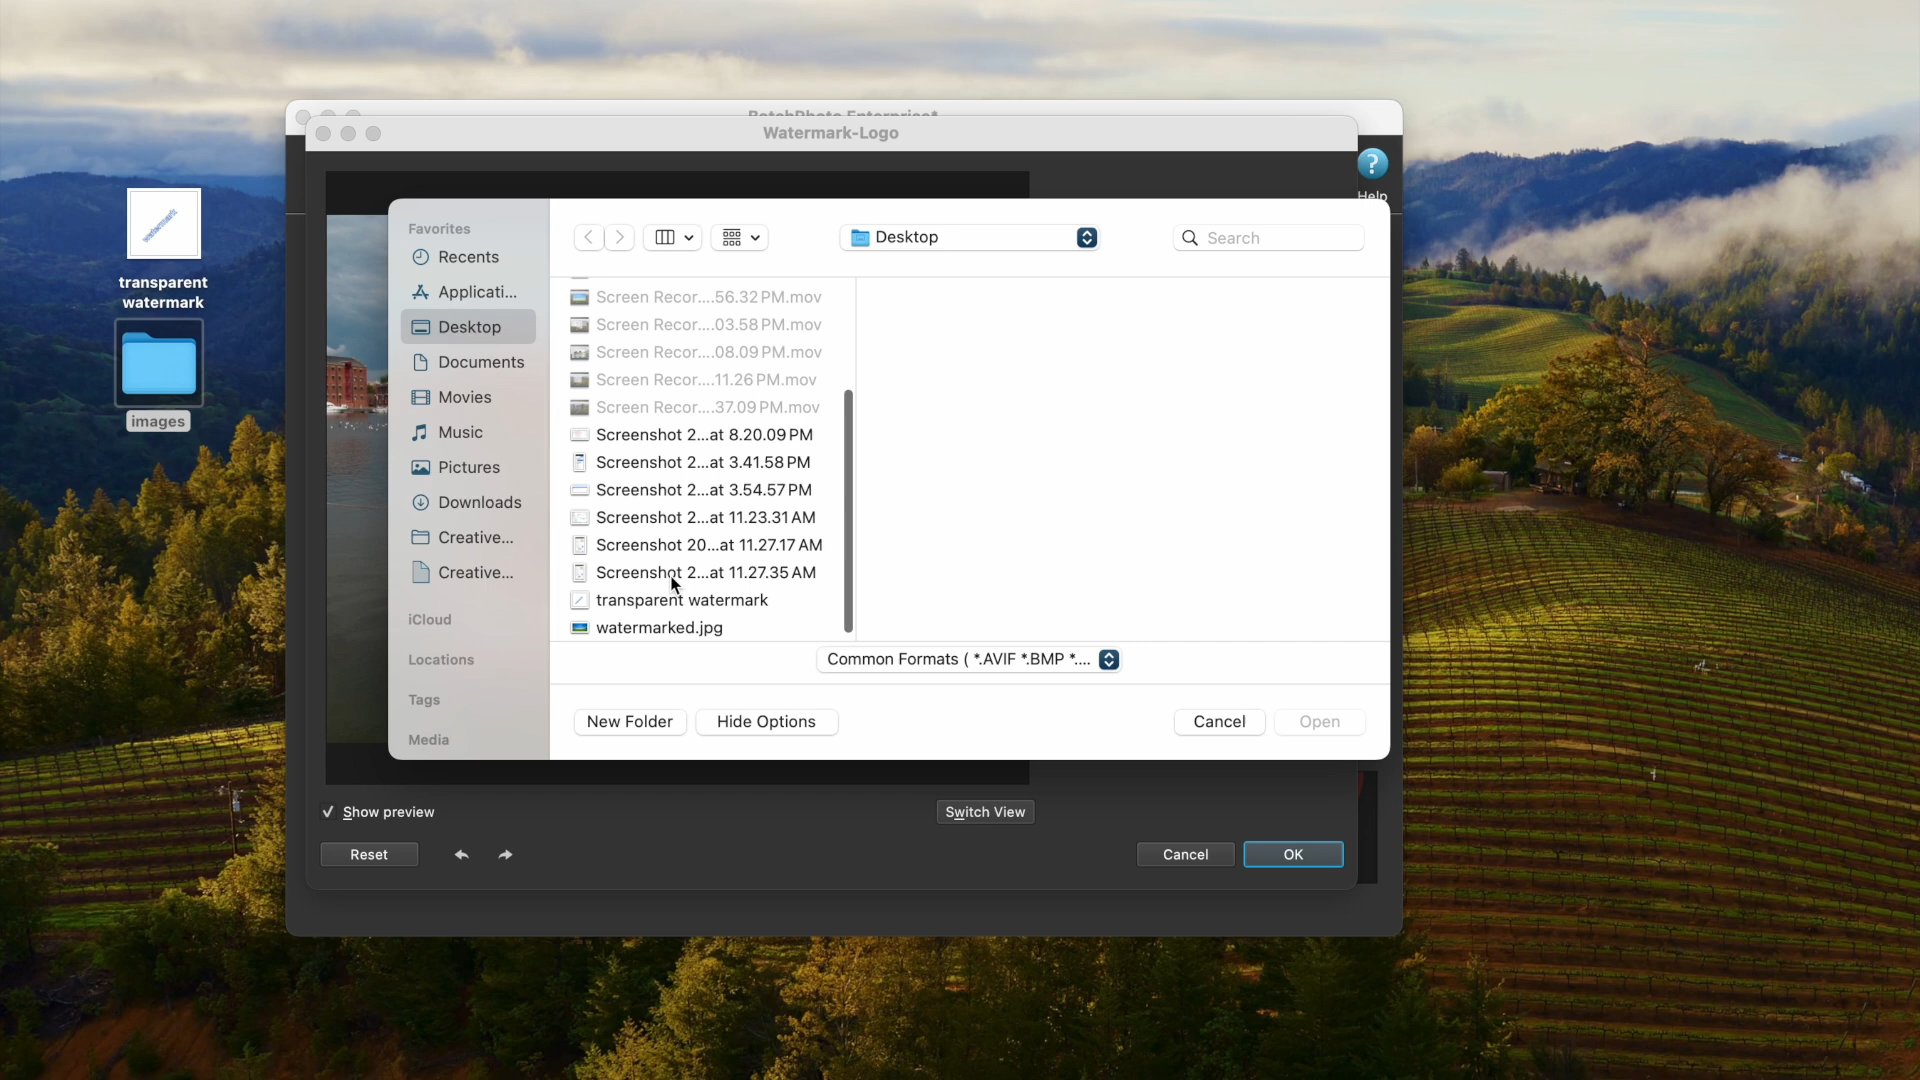 BatchPhoto Enterprise*
Watermark-Logo
Help
transparent
watermark
images
Favorites
Recents
Applicati...
Desktop
Documents
Movies
Music
Pictures
Downloads
Creative...
Creative...
iCloud
Locations
Tags
Media
Desktop
Search
Screen Recor....56.32 PM.mov
Screen Recor....03.58 PM.mov
Screen Recor....08.09 PM.mov
Screen Recor....11.26 PM.mov
Screen Recor....37.09 PM.mov
Screenshot 2...at 8.20.09 PM
Screenshot 2...at 3.41.58 PM
Screenshot 2...at 3.54.57 PM
Screenshot 2...at 11.23.31 AM
Screenshot 20...at 11.27.17 AM
Screenshot 2...at 11.27.35 AM
transparent watermark
watermarked.jpg
Common Formats ( *.AVIF *.BMP *....
New Folder
Hide Options
Cancel
Open
Show preview
Switch View
Reset
Cancel
OK